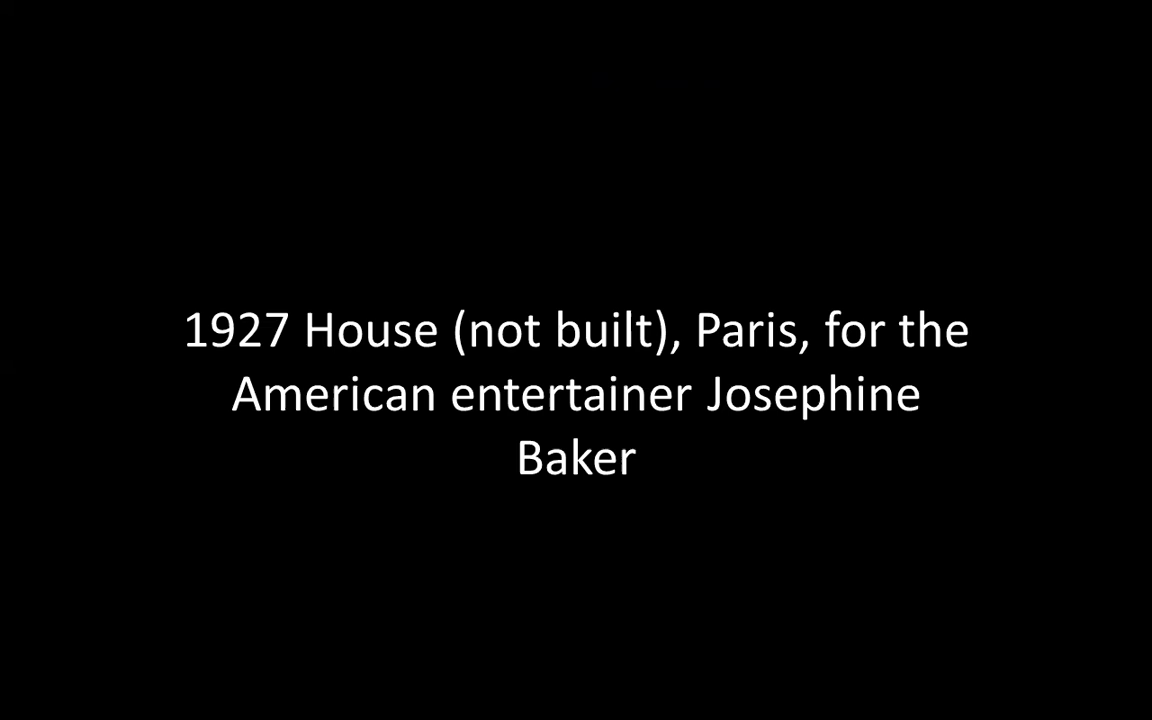 1927 House (not built), Paris, for the
American entertainer Josephine
Baker